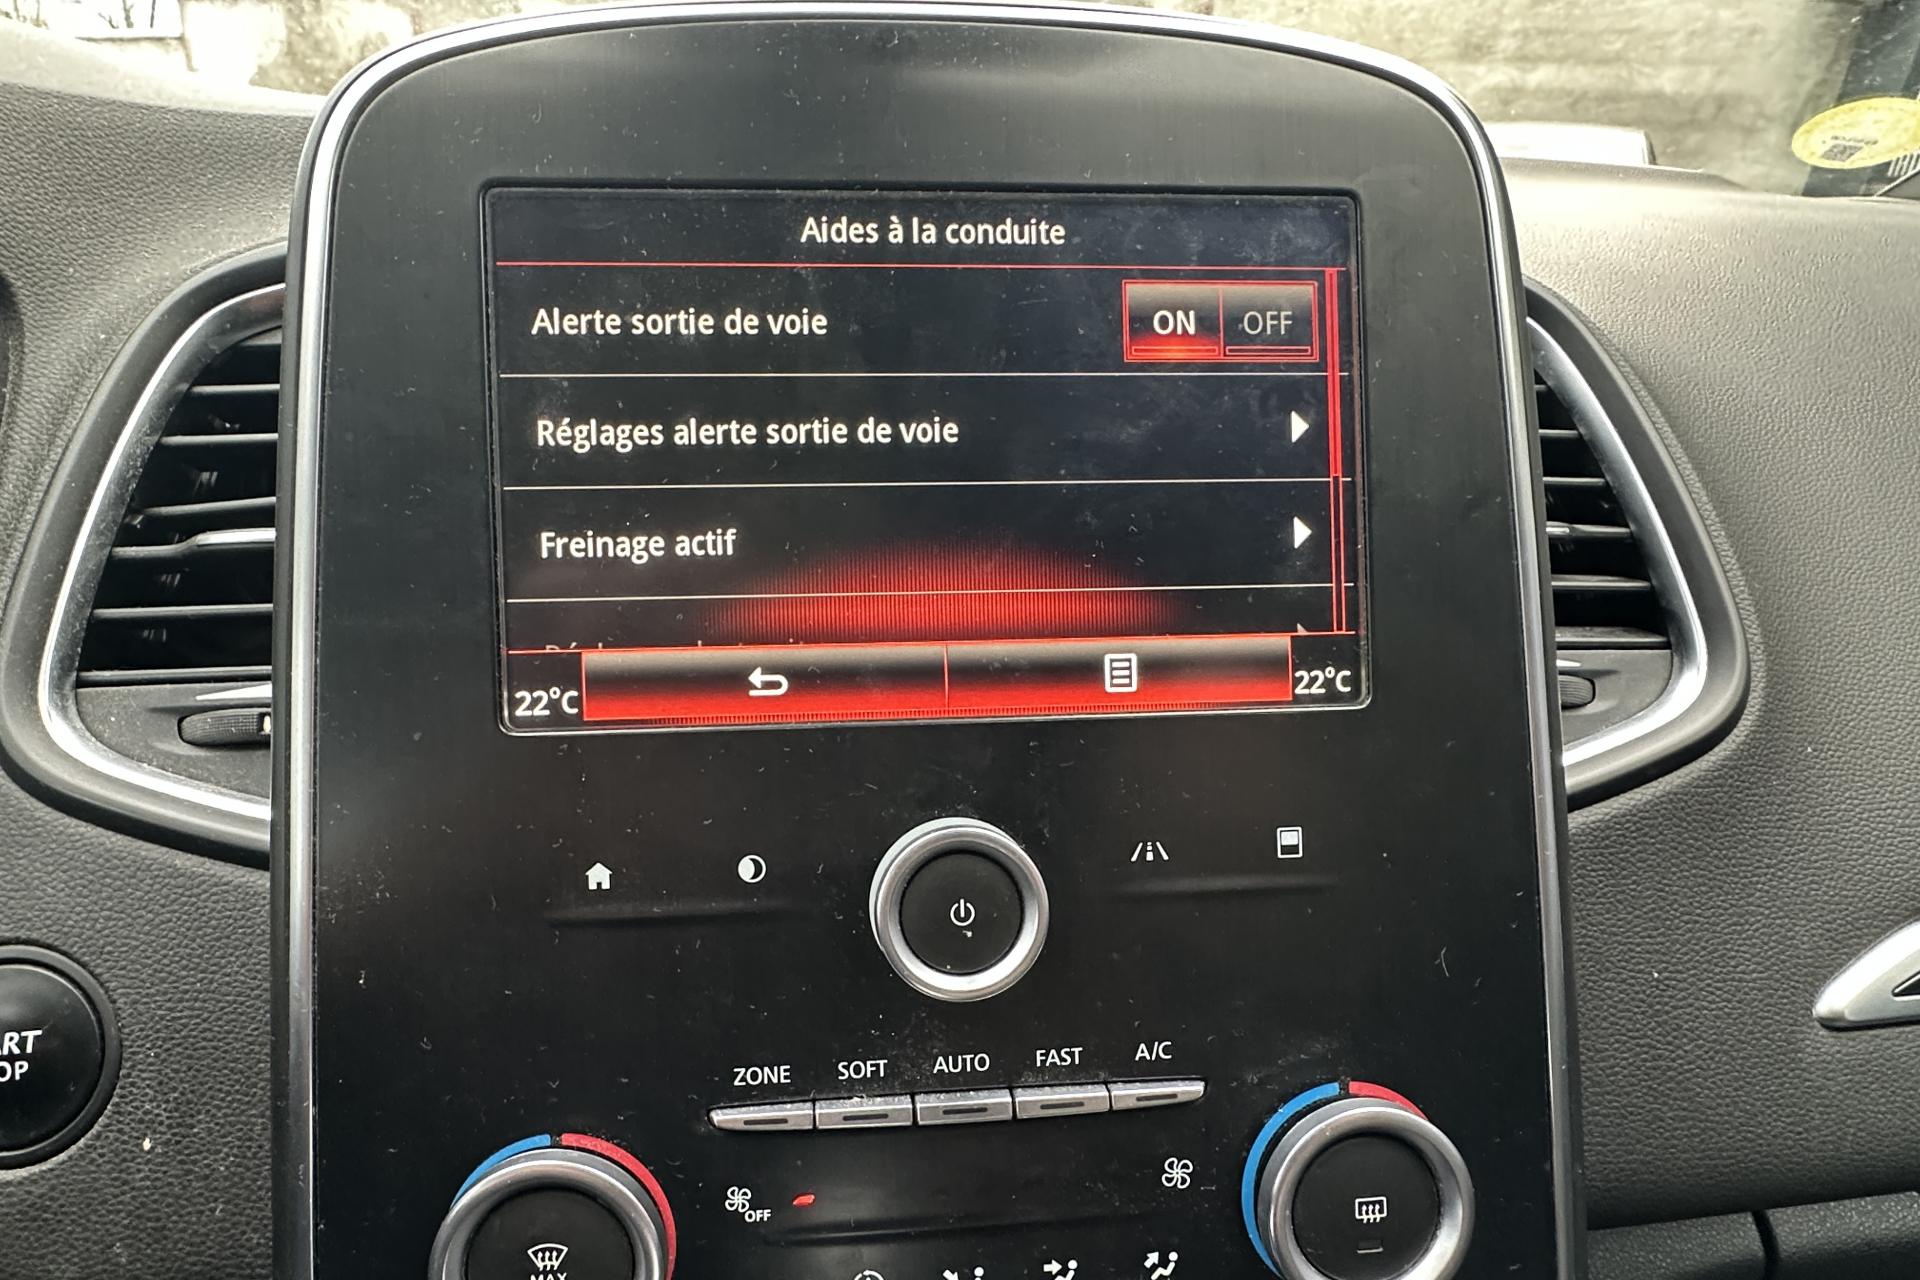 Aides à la conduite
Alerte sortie de voie ON OFF
Réglages alerte sortie de voie
Freinage actif
22°C 22°C
ZONE SOFT AUTO FAST A/C
OFF
MAX